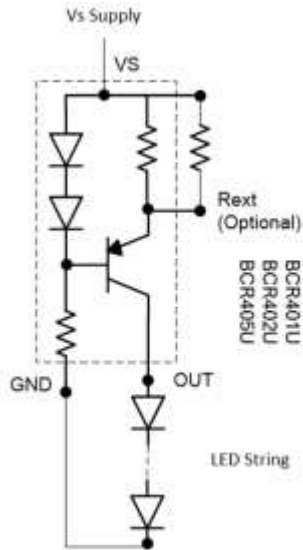 Vs Supply
VS
Rext
(Optional)
BCR401U
BCR402U
BCR405U
GND
OUT
LED String